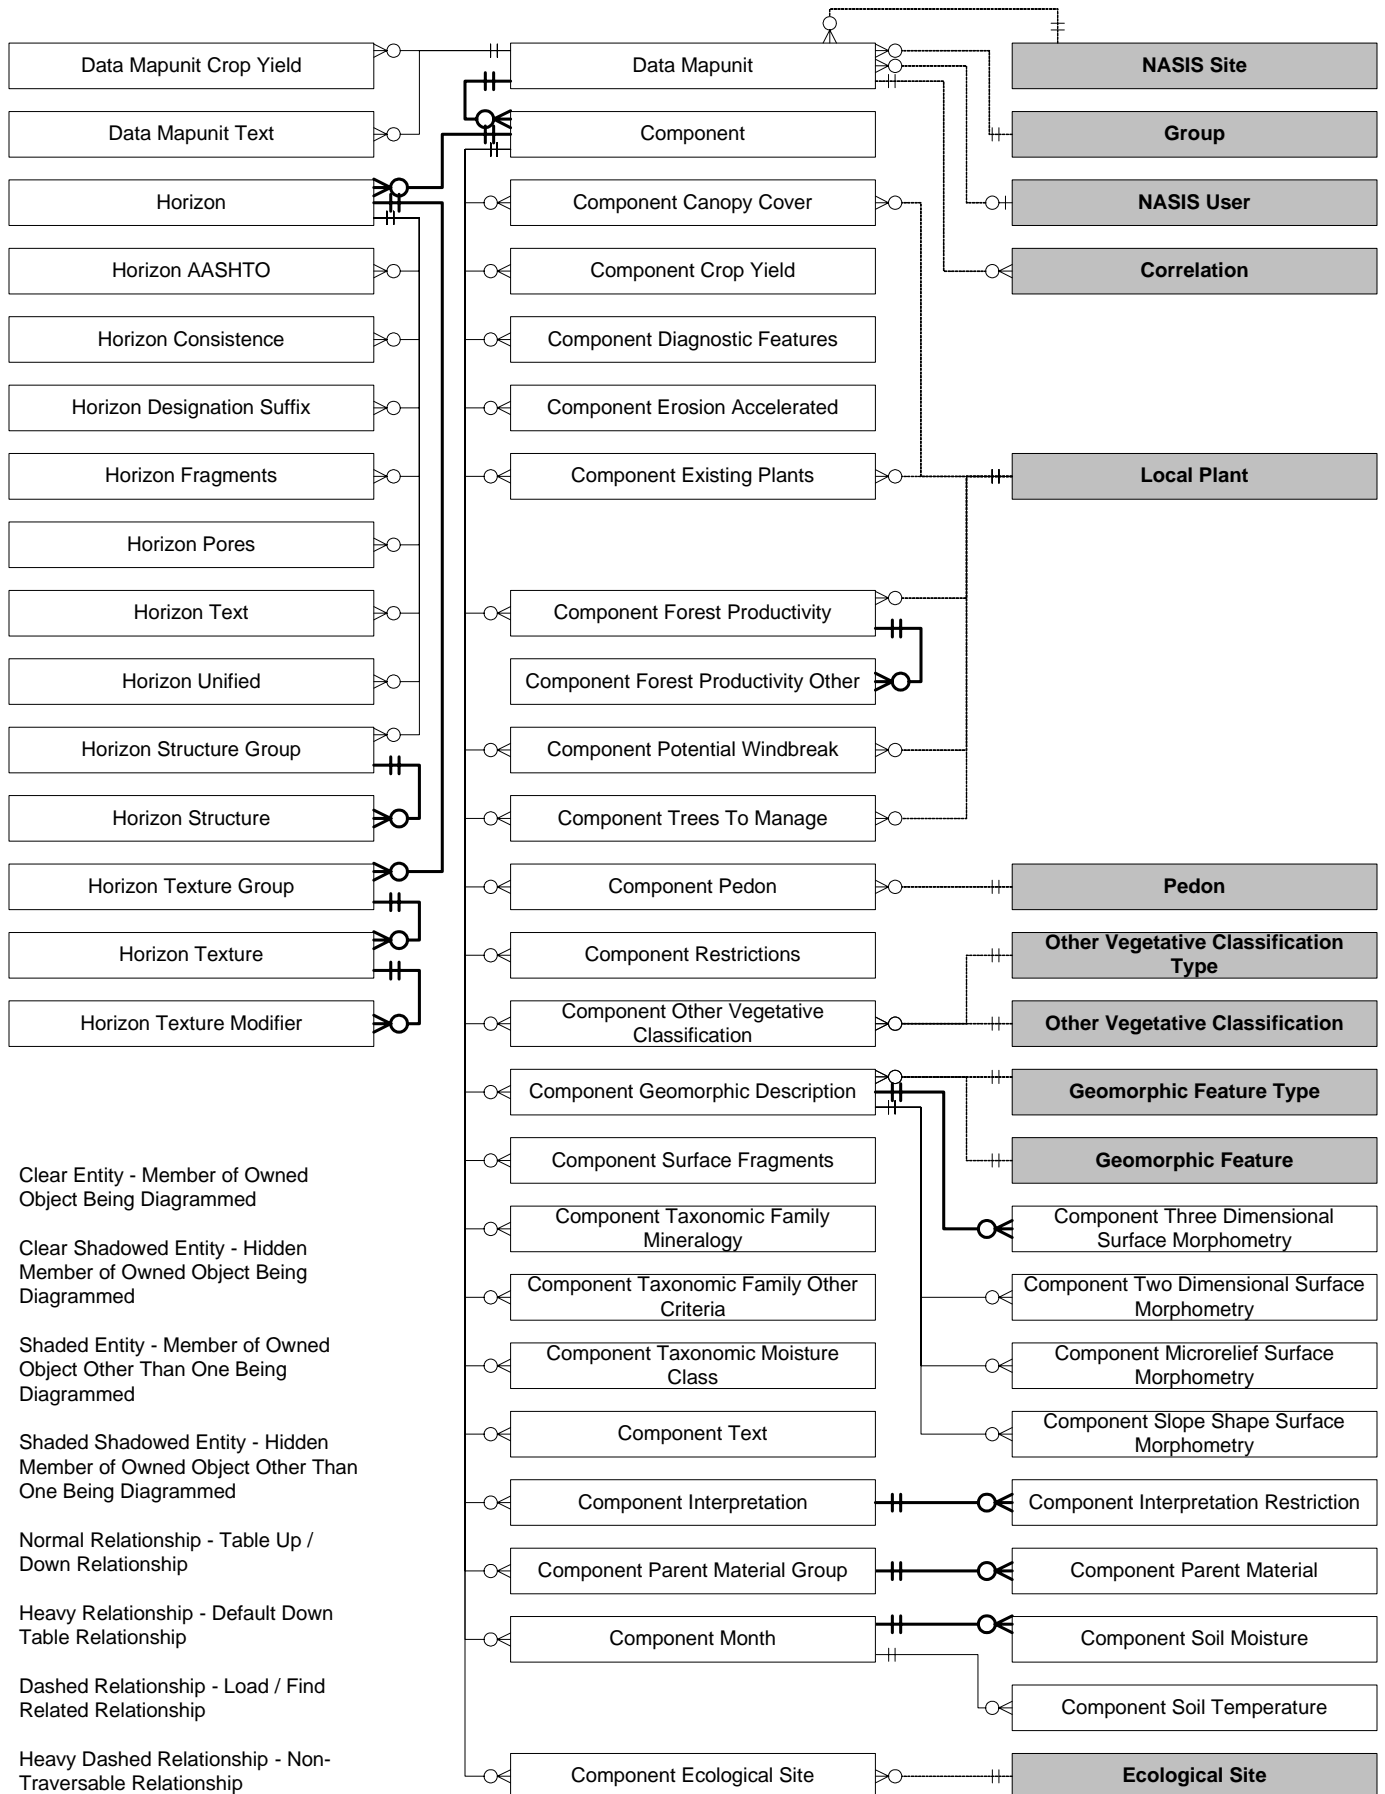 Data Mapunit Crop Yield
Data Mapunit
NASIS Site
Data Mapunit Text
Component
Group
Horizon
Component Canopy Cover
NASIS User
Horizon AASHTO
Component Crop Yield
Correlation
Horizon Consistence
Component Diagnostic Features
Horizon Designation Suffix
Component Erosion Accelerated
Horizon Fragments
Component Existing Plants
Local Plant
Horizon Pores
Horizon Text
Component Forest Productivity
Horizon Unified
Component Forest Productivity Other
Horizon Structure Group
Component Potential Windbreak
Horizon Structure
Component Trees To Manage
Horizon Texture Group
Component Pedon
Pedon
Horizon Texture
Component Restrictions
Other Vegetative Classification
Type
Horizon Texture Modifier
Component Other Vegetative
Classification
Other Vegetative Classification
Component Geomorphic Description
Geomorphic Feature Type
Component Surface Fragments
Geomorphic Feature
Component Taxonomic Family
Mineralogy
Component Three Dimensional
Surface Morphometry
Component Taxonomic Family Other
Criteria
Component Two Dimensional Surface
Morphometry
Component Taxonomic Moisture
Class
Component Microrelief Surface
Morphometry
Component Text
Component Slope Shape Surface
Morphometry
Component Interpretation
Component Interpretation Restriction
Component Parent Material Group
Component Parent Material
Component Month
Component Soil Moisture
Component Soil Temperature
Component Ecological Site
Ecological Site
Clear Entity - Member of Owned
Object Being Diagrammed
Clear Shadowed Entity - Hidden
Member of Owned Object Being
Diagrammed
Shaded Entity - Member of Owned
Object Other Than One Being
Diagrammed
Shaded Shadowed Entity - Hidden
Member of Owned Object Other Than
One Being Diagrammed
Normal Relationship - Table Up /
Down Relationship
Heavy Relationship - Default Down
Table Relationship
Dashed Relationship - Load / Find
Related Relationship
Heavy Dashed Relationship - Non-
Traversable Relationship